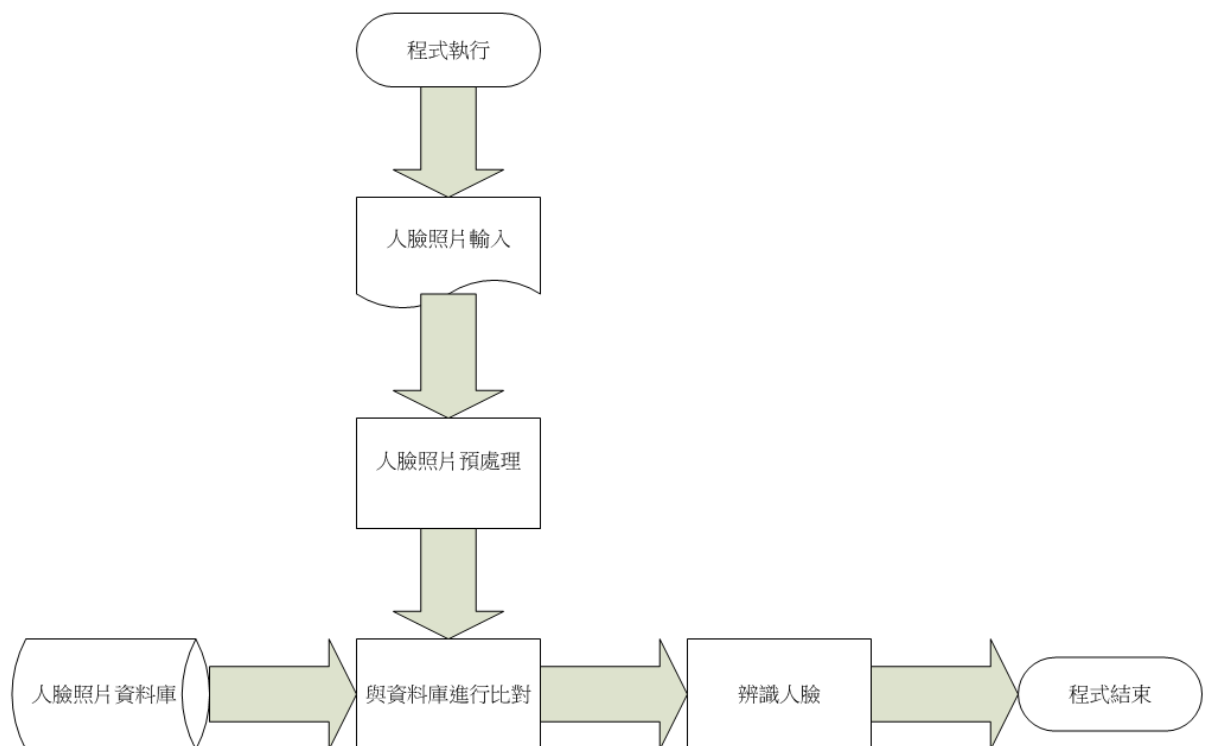 程式執行
人臉照片輸入
人臉照片預處理
人臉照片資料庫
與資料庫進行比對
辨識人臉
程式結束